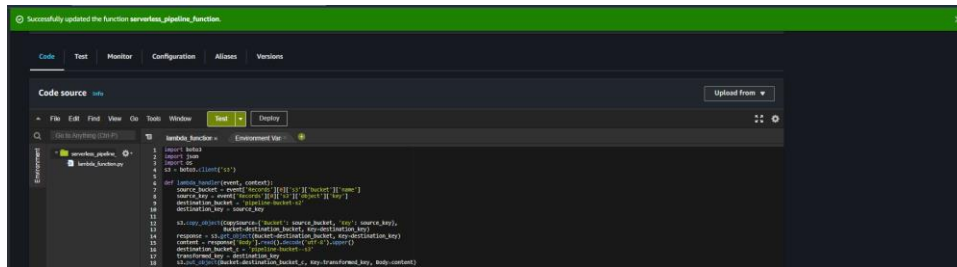 Successfully updated the function serverless_pipeline_function.
Code Test Monitor Configuration Aliases Versions
Code source Info
Upload from
File Edit Find View Go Tools Window Test Deploy
Go to Anything (Ctrl-P)
lambda_function × Environment Var ×
Environment
serverless_pipeline_
lambda_function.py
1 import boto3
2 import json
3 import os
4 s3 = boto3.client('s3')
5
6 def lambda_handler(event, context):
7 source_bucket = event['Records'][0]['s3']['bucket']['name']
8 source_key = event['Records'][0]['s3']['object']['key']
9 destination_bucket = 'pipeline-bucket-s2'
10 destination_key = source_key
11
12 s3.copy_object(CopySource={'Bucket': source_bucket, 'Key': source_key},
13 Bucket=destination_bucket, Key=destination_key)
14 response = s3.get_object(Bucket=destination_bucket, Key=destination_key)
15 content = response['Body'].read().decode('utf-8').upper()
16 destination_bucket_c = 'pipeline-bucket--s3'
17 transformed_key = destination_key
18 s3.put_object(Bucket=destination_bucket_c, Key=transformed_key, Body=content)